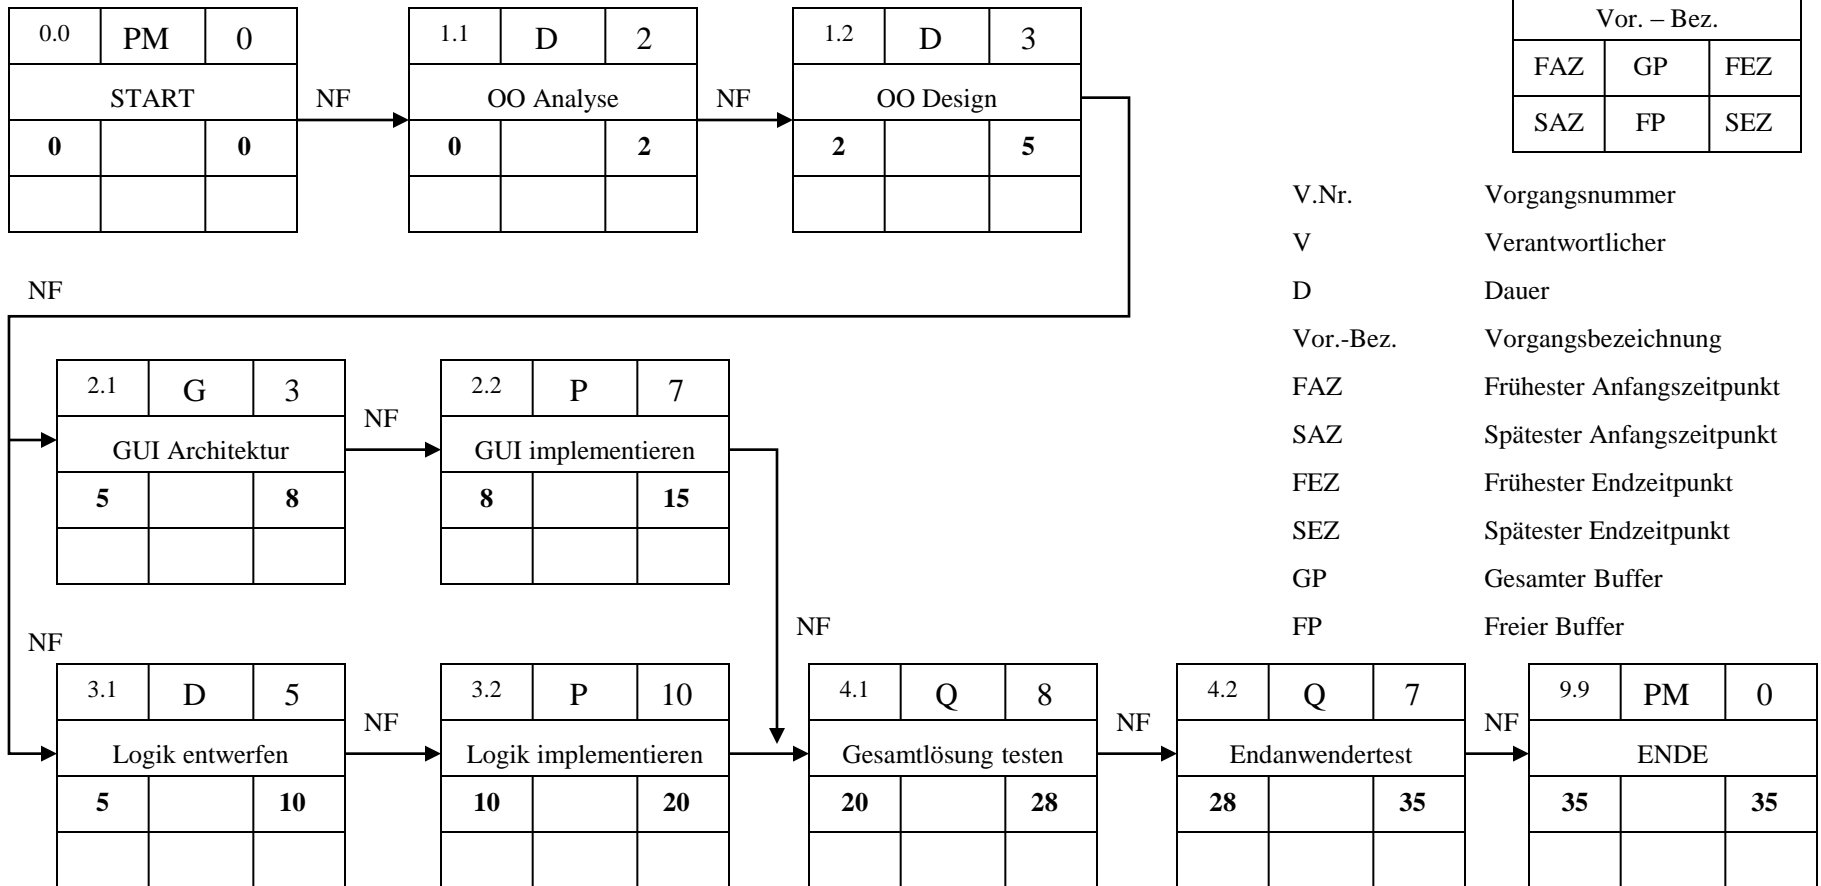 0.0 PM 0
START
0 0
NF
1.1 D 2
OO Analyse
0 2
NF
1.2 D 3
OO Design
2 5
Vor. – Bez.
FAZ GP FEZ
SAZ FP SEZ
V.Nr. Vorgangsnummer
V Verantwortlicher
D Dauer
Vor.-Bez. Vorgangsbezeichnung
FAZ Frühester Anfangszeitpunkt
SAZ Spätester Anfangszeitpunkt
FEZ Frühester Endzeitpunkt
SEZ Spätester Endzeitpunkt
GP Gesamter Buffer
FP Freier Buffer
NF
2.1 G 3
GUI Architektur
5 8
NF
2.2 P 7
GUI implementieren
8 15
NF
NF
3.1 D 5
Logik entwerfen
5 10
NF
3.2 P 10
Logik implementieren
10 20
4.1 Q 8
Gesamtlösung testen
20 28
NF
4.2 Q 7
Endanwendertest
28 35
NF
9.9 PM 0
ENDE
35 35